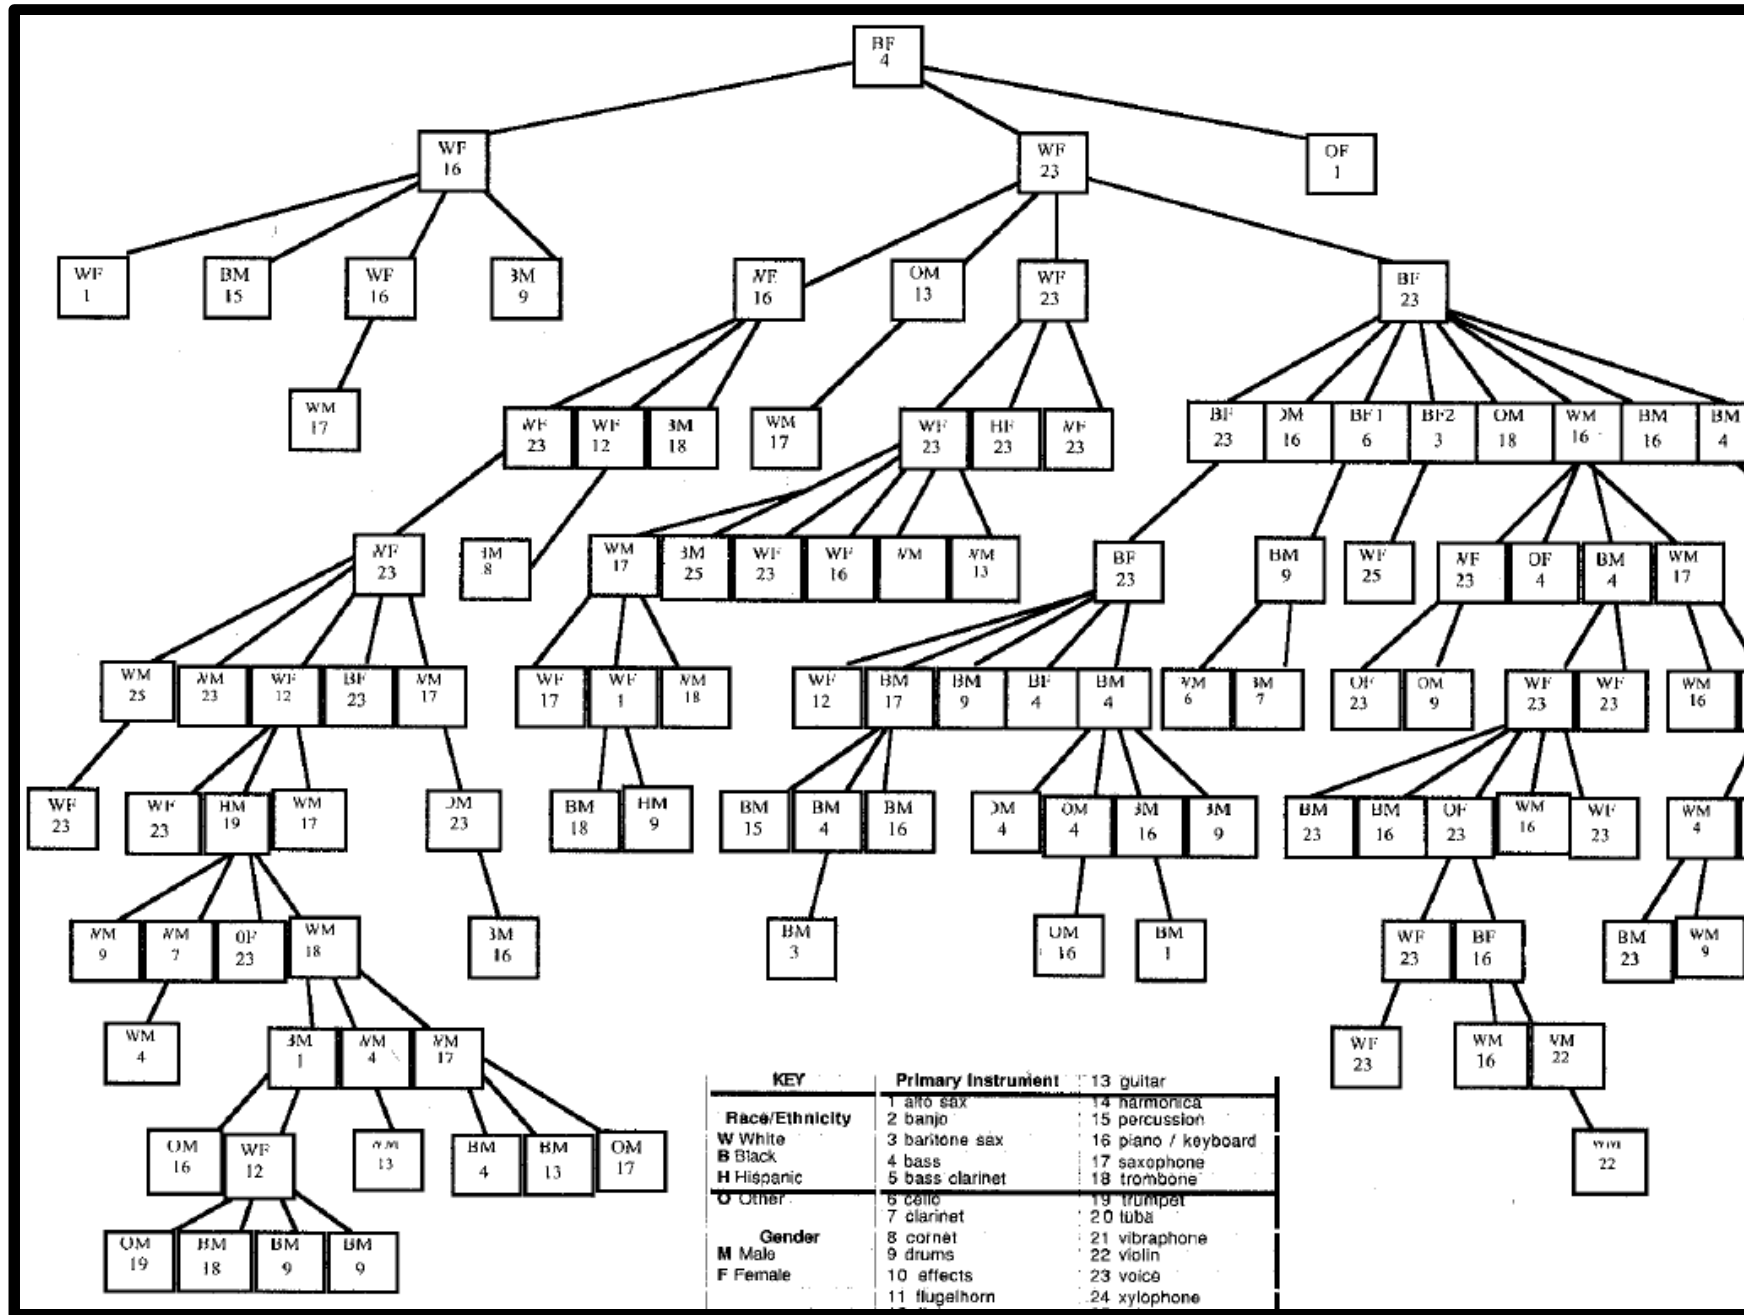 BF
4
WF
16
WF
23
OF
1
WF
1
BM
15
WF
16
BM
9
WF
16
OM
13
WF
23
BF
23
WM
17
WF
23
WF
12
BM
18
WM
17
WF
23
HF
23
WF
23
BF
23
OM
16
BF1
6
BF2
3
OM
18
WM
16
BM
16
BM
4
WF
23
BM
8
WM
17
BM
25
WF
23
WF
16
WM
WM
13
BF
23
BM
9
WF
25
WF
23
OF
4
BM
4
WM
17
WM
25
WM
23
WF
12
BF
23
WM
17
WF
17
WF
1
WM
18
WF
12
BM
17
BM
9
BF
4
BM
4
WM
6
BM
7
OF
23
OM
9
WF
23
WF
23
WM
16
WF
23
WF
23
HM
19
WM
17
OM
23
BM
18
HM
9
BM
15
BM
4
BM
16
OM
4
OM
4
BM
16
BM
9
BM
23
BM
16
OF
23
WM
16
WF
23
WM
4
WM
9
WM
7
OF
23
WM
18
BM
16
BM
3
OM
16
BM
1
WF
23
BF
16
BM
23
WM
9
WM
4
BM
1
WM
4
WM
17
WF
23
WM
16
WM
22
OM
16
WF
12
WM
13
BM
4
BM
13
OM
17
WM
22
OM
19
BM
18
BM
9
BM
9
KEY
Race/Ethnicity
W White
B Black
H Hispanic
O Other
Gender
M Male
F Female
Primary Instrument
1 alto sax
2 banjo
3 baritone sax
4 bass
5 bass clarinet
6 cello
7 clarinet
8 cornet
9 drums
10 effects
11 flugelhorn
13 guitar
14 harmonica
15 percussion
16 piano / keyboard
17 saxophone
18 trombone
19 trumpet
20 tuba
21 vibraphone
22 violin
23 voice
24 xylophone